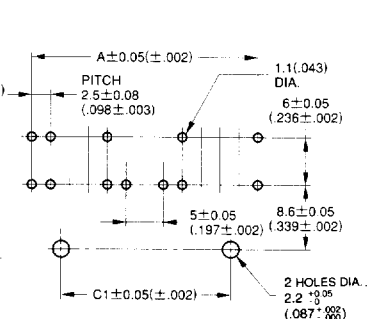 A±0.05(±.002)
PITCH
2.5±0.08
(.098±.003)
1.1(.043)
DIA.
6±0.05
(.236±.002)
)
5±0.05
(.197±.002)
8.6±0.05
(.339±.002)
C1±0.05(±.002)
2 HOLES DIA.
2.2 +0.05 -0
(.087 +.002 -.000)